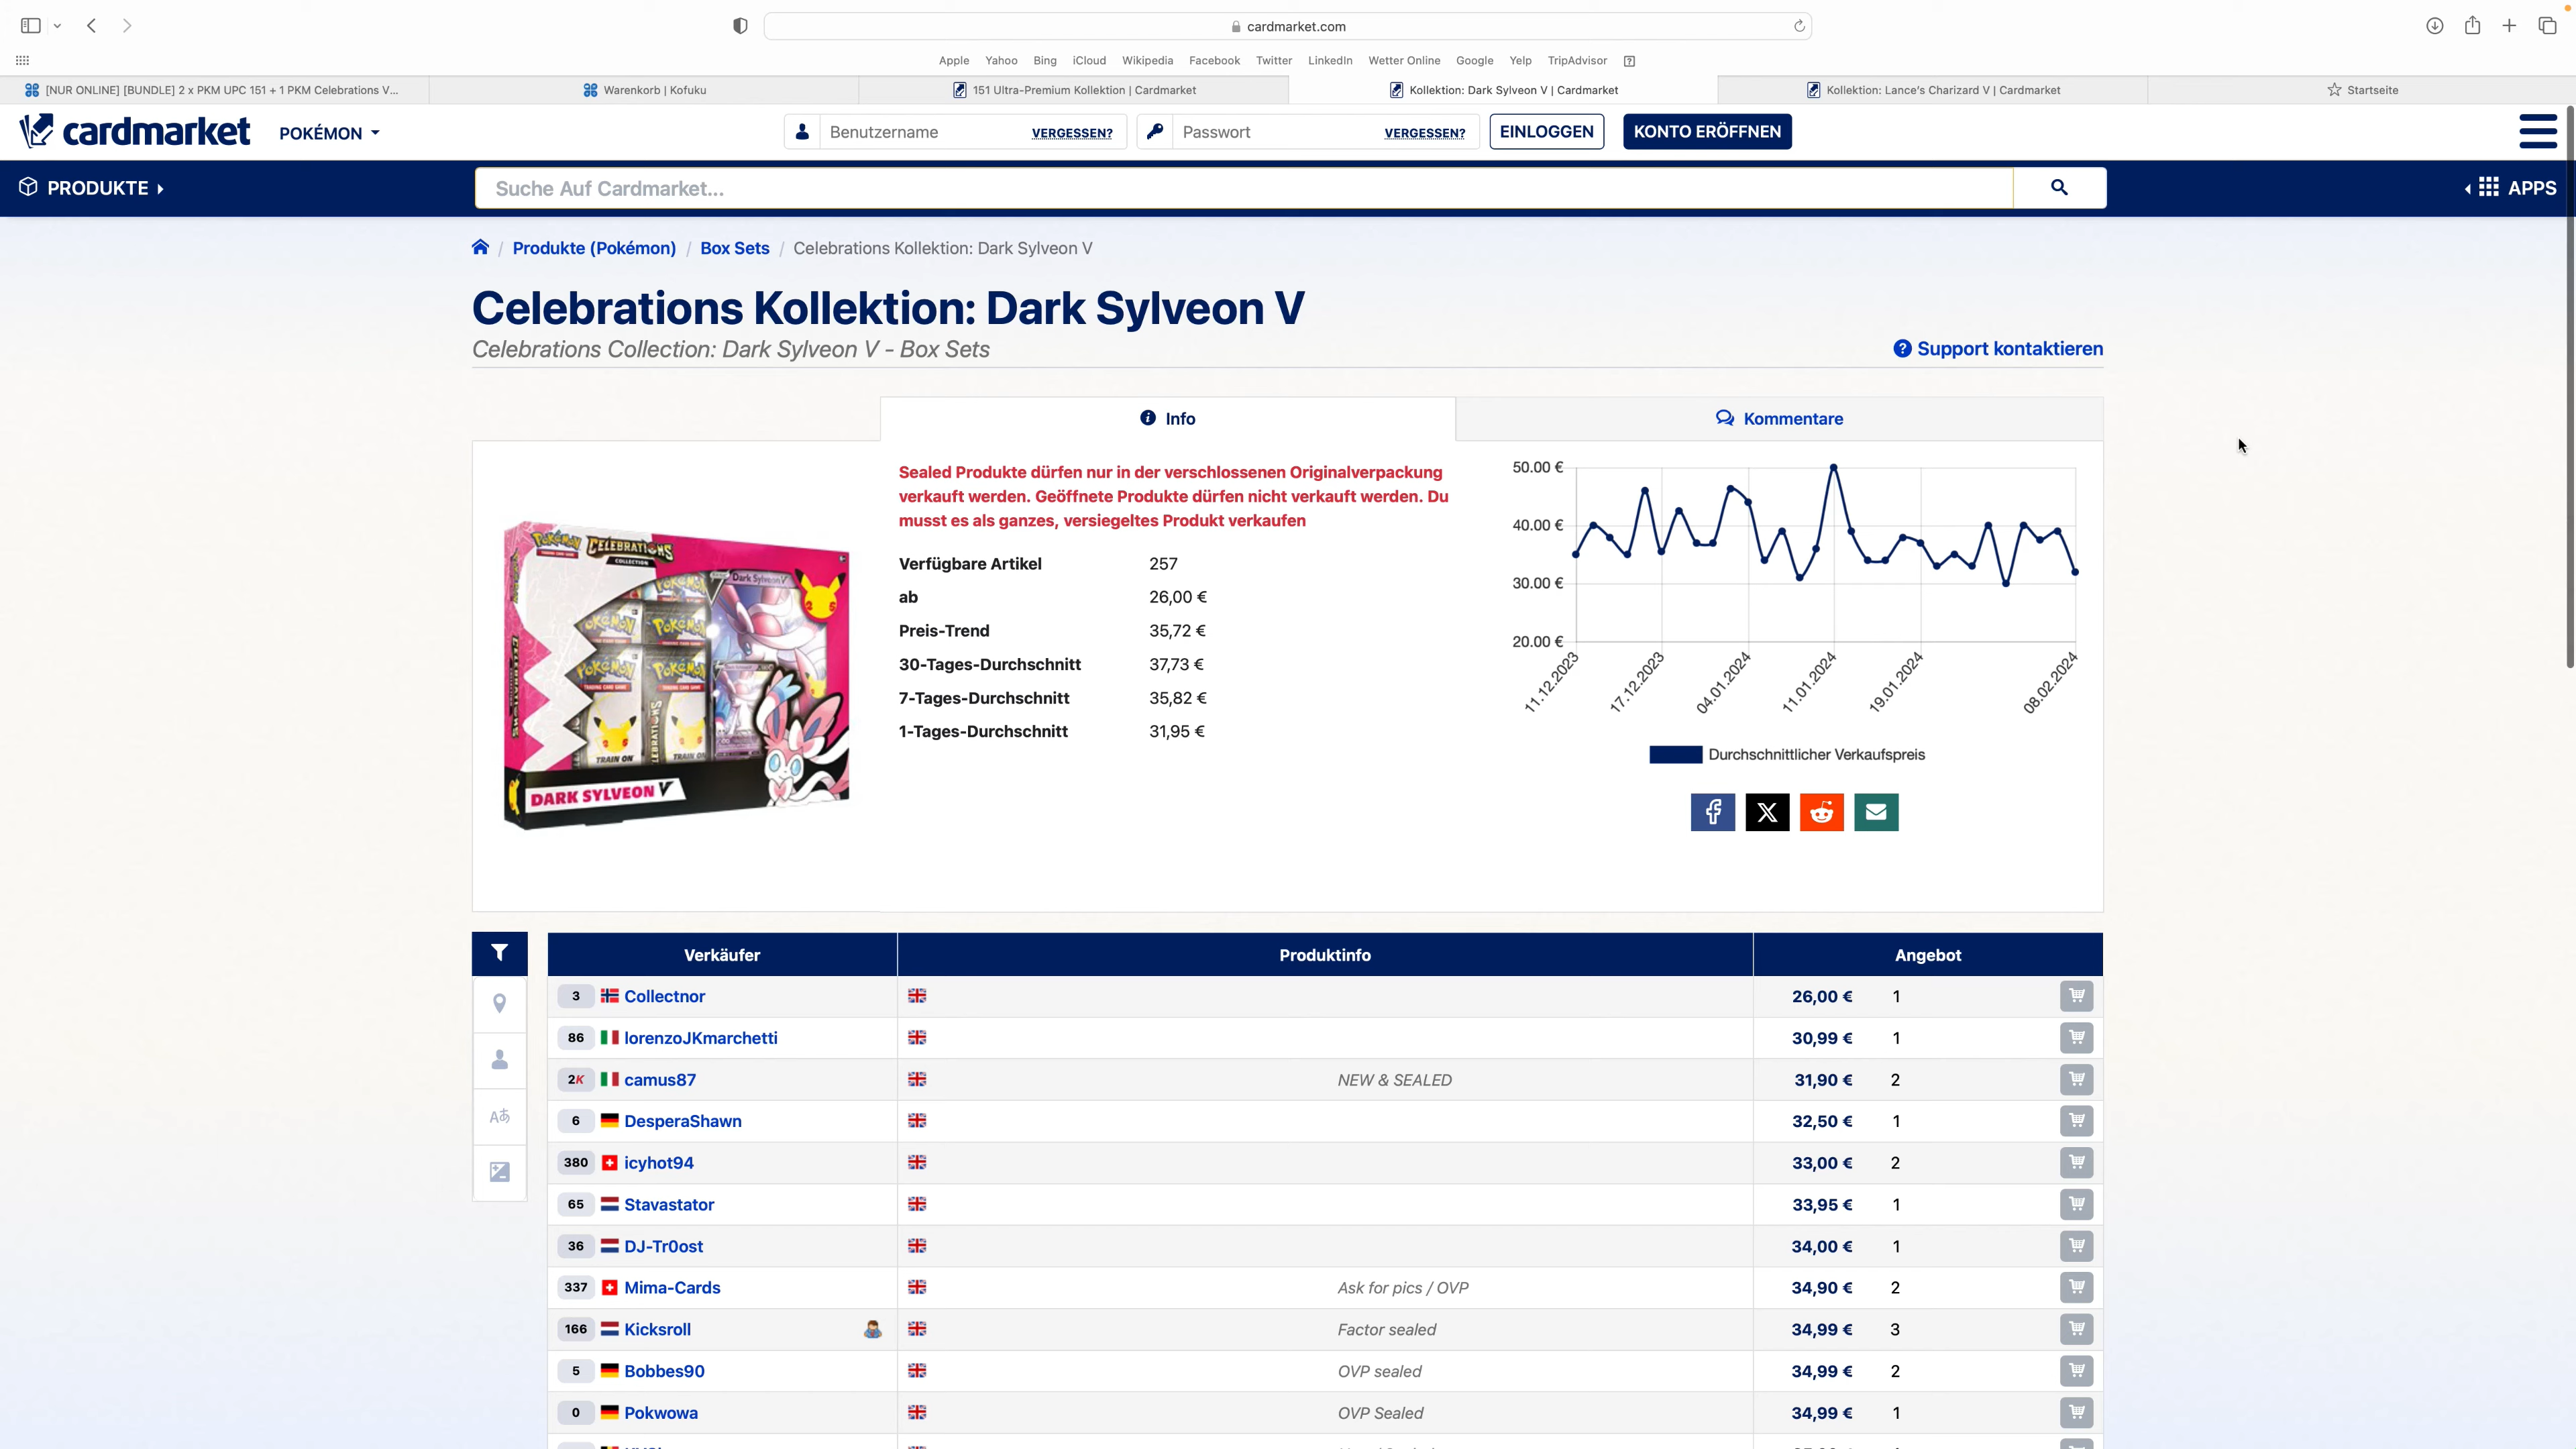 cardmarket.com
Apple Yahoo Bing iCloud Wikipedia Facebook Twitter LinkedIn Wetter Online Google Yelp TripAdvisor
[NUR ONLINE] [BUNDLE] 2 x PKM UPC 151 + 1 PKM Celebrations V...
Warenkorb | Kofuku
151 Ultra-Premium Kollektion | Cardmarket
Kollektion: Dark Sylveon V | Cardmarket
Kollektion: Lance's Charizard V | Cardmarket
Startseite
cardmarket POKÉMON
Benutzername VERGESSEN? Passwort VERGESSEN? EINLOGGEN KONTO ERÖFFNEN
PRODUKTE Suche Auf Cardmarket... APPS
/ Produkte (Pokémon) / Box Sets / Celebrations Kollektion: Dark Sylveon V
Celebrations Kollektion: Dark Sylveon V
Celebrations Collection: Dark Sylveon V - Box Sets
Support kontaktieren
Info Kommentare
POKÉMON CELEBRATIONS
COLLECTION
Dark Sylveon V
Pokémon Pokémon
Pokémon Pokémon
TRAIN ON TRAIN ON
DARK SYLVEON V
Sealed Produkte dürfen nur in der verschlossenen Originalverpackung
verkauft werden. Geöffnete Produkte dürfen nicht verkauft werden. Du
musst es als ganzes, versiegeltes Produkt verkaufen
Verfügbare Artikel 257
ab 26,00 €
Preis-Trend 35,72 €
30-Tages-Durchschnitt 37,73 €
7-Tages-Durchschnitt 35,82 €
1-Tages-Durchschnitt 31,95 €
50.00 €
40.00 €
30.00 €
20.00 €
11.12.2023 17.12.2023 04.01.2024 11.01.2024 19.01.2024 08.02.2024
Durchschnittlicher Verkaufspreis
Verkäufer Produktinfo Angebot
3 Collectnor 26,00 € 1
86 lorenzoJKmarchetti 30,99 € 1
2K camus87 NEW & SEALED 31,90 € 2
6 DesperaShawn 32,50 € 1
380 icyhot94 33,00 € 2
65 Stavastator 33,95 € 1
36 DJ-Tr0ost 34,00 € 1
337 Mima-Cards Ask for pics / OVP 34,90 € 2
166 Kicksroll Factor sealed 34,99 € 3
5 Bobbes90 OVP sealed 34,99 € 2
0 Pokwowa OVP Sealed 34,99 € 1